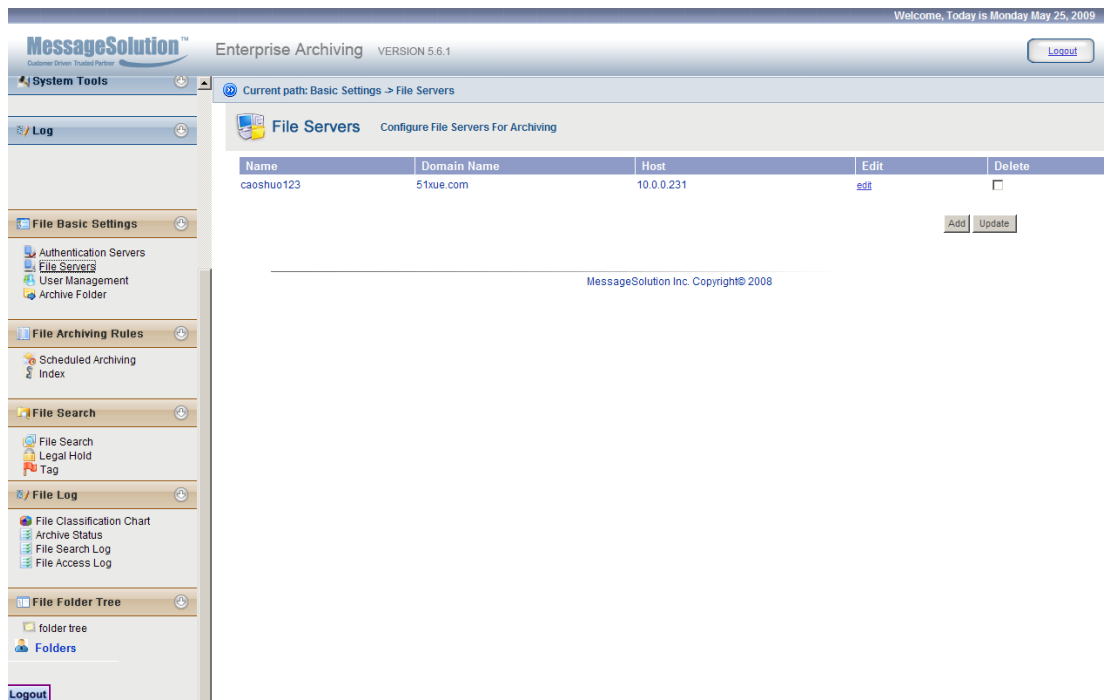 Welcome, Today is Monday May 25, 2009
MessageSolution™
Customer Driven Trusted Partner
Enterprise Archiving VERSION 5.6.1
Logout
System Tools
Log
File Basic Settings
Authentication Servers
File Servers
User Management
Archive Folder
File Archiving Rules
Scheduled Archiving
Index
File Search
File Search
Legal Hold
Tag
File Log
File Classification Chart
Archive Status
File Search Log
File Access Log
File Folder Tree
folder tree
Folders
Logout
Current path: Basic Settings -> File Servers
File Servers Configure File Servers For Archiving
Name Domain Name Host Edit Delete
caoshuo123 51xue.com 10.0.0.231 edit
Add Update
MessageSolution Inc. Copyright© 2008